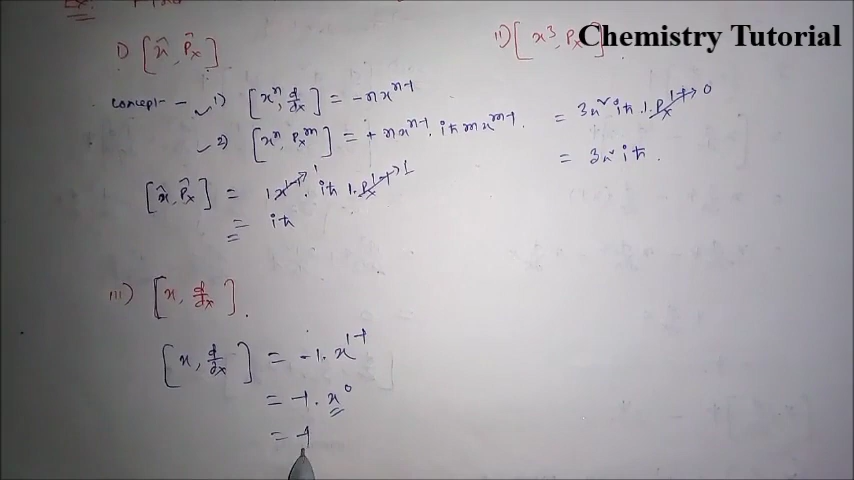 Ex:
I) [x̂, P̂x]
II) [x³, Px].
Chemistry Tutorial
concept - ✓ 1) [xⁿ, d/dx] = -nxⁿ⁻¹
✓ 2) [xⁿ, Pxᵐ] = + nxⁿ⁻¹. iħ mxᵐ⁻¹.
= 3x² iħ .1. Px¹⁻¹→0
= 3x² iħ.
[x̂, P̂x] = 1x¹⁻¹→1 . iħ 1. Px¹⁻¹→1
= iħ
III) [x, d/dx].
[x, d/dx] = -1. x¹⁻¹
= -1 . x⁰
= -1